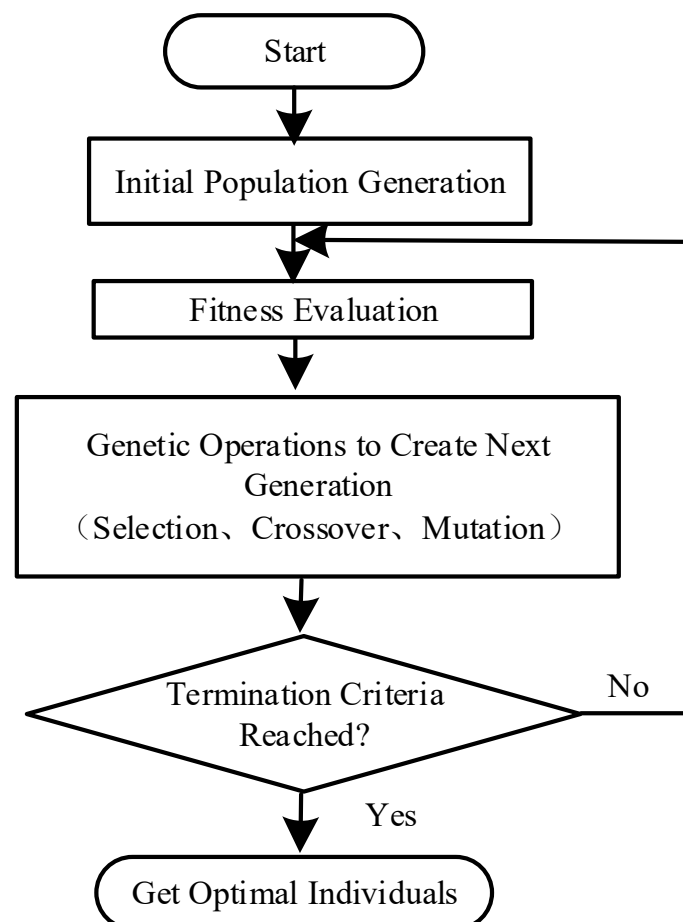 Start
Initial Population Generation
Fitness Evaluation
Genetic Operations to Create Next
Generation
（Selection、Crossover、Mutation）
Termination Criteria
Reached?
No
Yes
Get Optimal Individuals